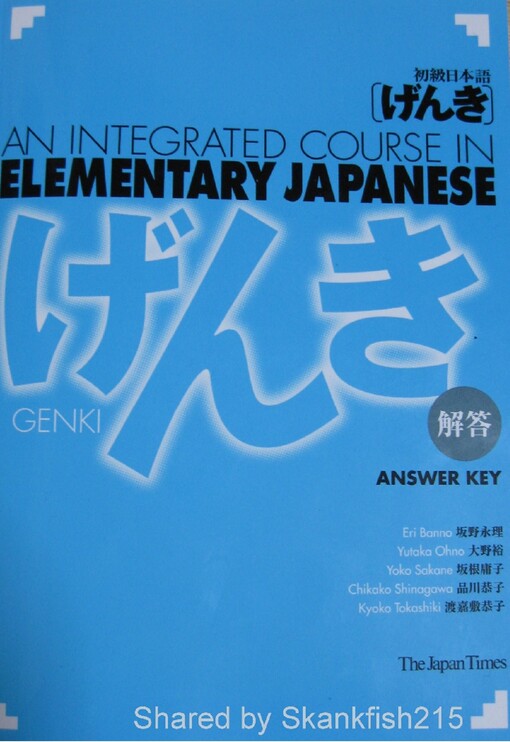 初級日本語
[げんき]
AN INTEGRATED COURSE IN
ELEMENTARY JAPANESE
げんき
GENKI
解答
ANSWER KEY
Eri Banno 坂野永理
Yutaka Ohno 大野裕
Yoko Sakane 坂根庸子
Chikako Shinagawa 品川恭子
Kyoko Tokashiki 渡嘉敷恭子
The Japan Times
Shared by Skankfish215